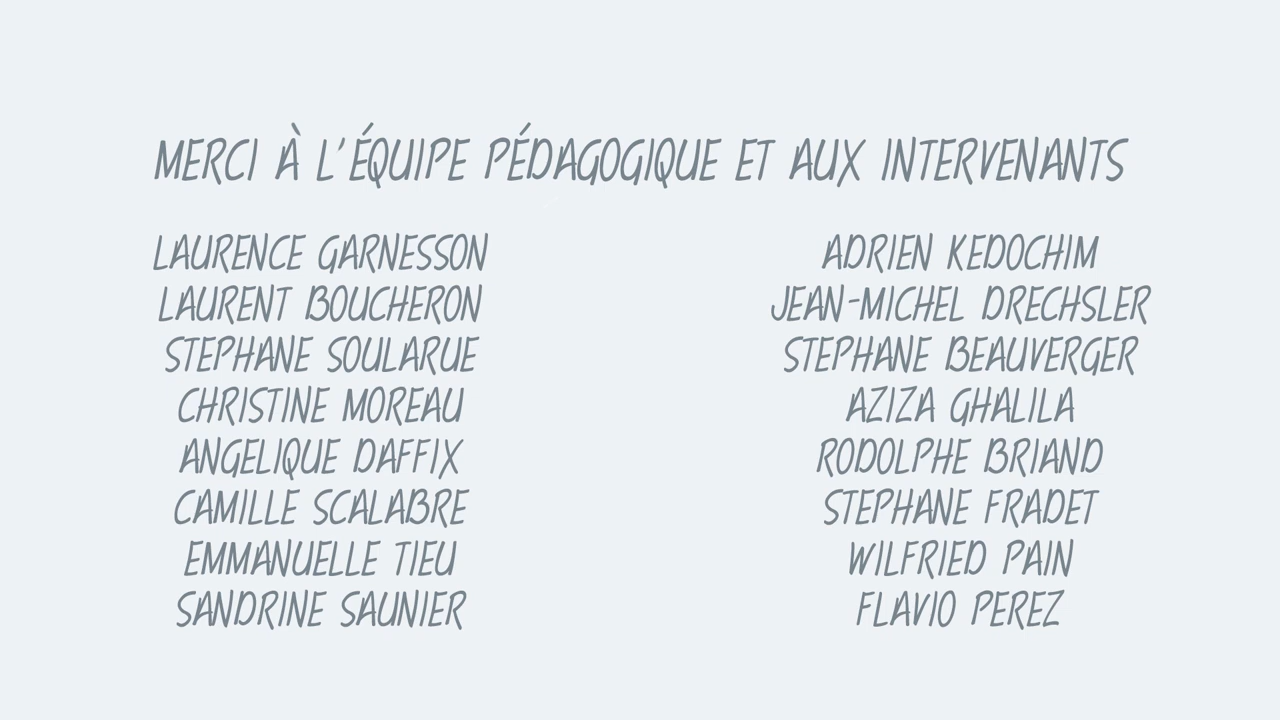 MERCI À L'ÉQUIPE PÉDAGOGIQUE ET AUX INTERVENANTS
LAURENCE GARNESSON
LAURENT BOUCHERON
STEPHANE SOULARUE
CHRISTINE MOREAU
ANGELIQUE DAFFIX
CAMILLE SCALABRE
EMMANUELLE TIEU
SANDRINE SAUNIER
ADRIEN KEDOCHIM
JEAN-MICHEL DRECHSLER
STEPHANE BEAUVERGER
AZIZA GHALILA
RODOLPHE BRIAND
STEPHANE FRADET
WILFRIED PAIN
FLAVIO PEREZ